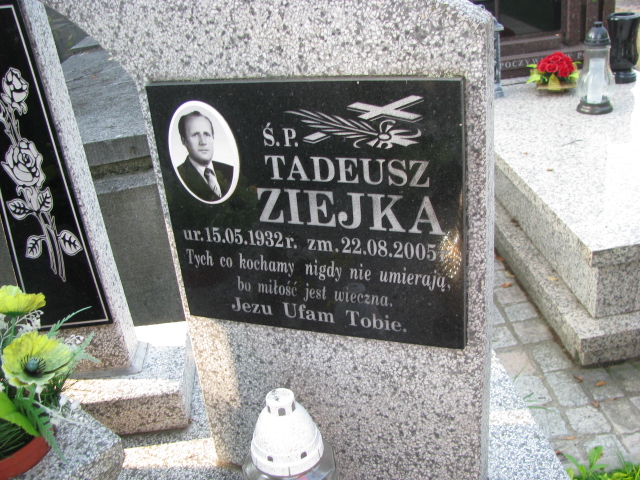 Ś.P.
TADEUSZ
ZIEJKA
ur.15.05.1932r. zm.22.08.2005
Tych co kochamy nigdy nie umierają,
bo miłość jest wieczna.
Jezu Ufam Tobie.